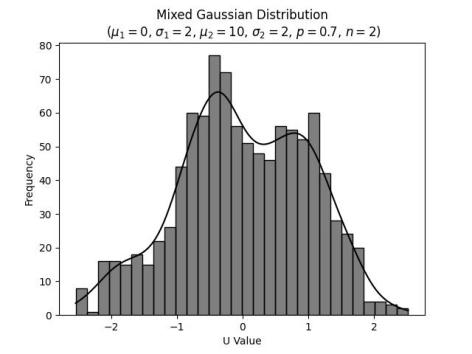 Mixed Gaussian Distribution
(μ₁ = 0, σ₁ = 2, μ₂ = 10, σ₂ = 2, p = 0.7, n = 2)
80
70
60
50
40
30
20
10
0
Frequency
−2 −1 0 1 2
U Value